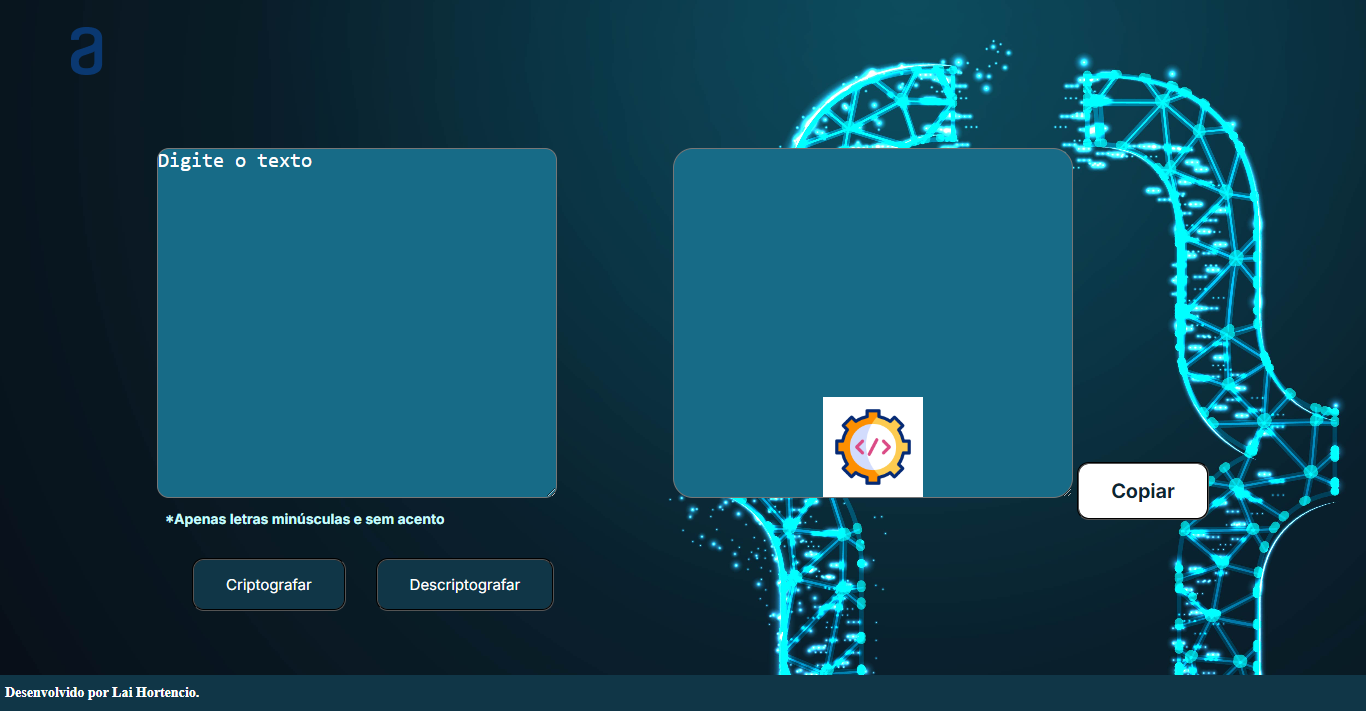 a
Digite o texto
</>
Copiar
*Apenas letras minúsculas e sem acento
Criptografar
Descriptografar
Desenvolvido por Lai Hortencio.